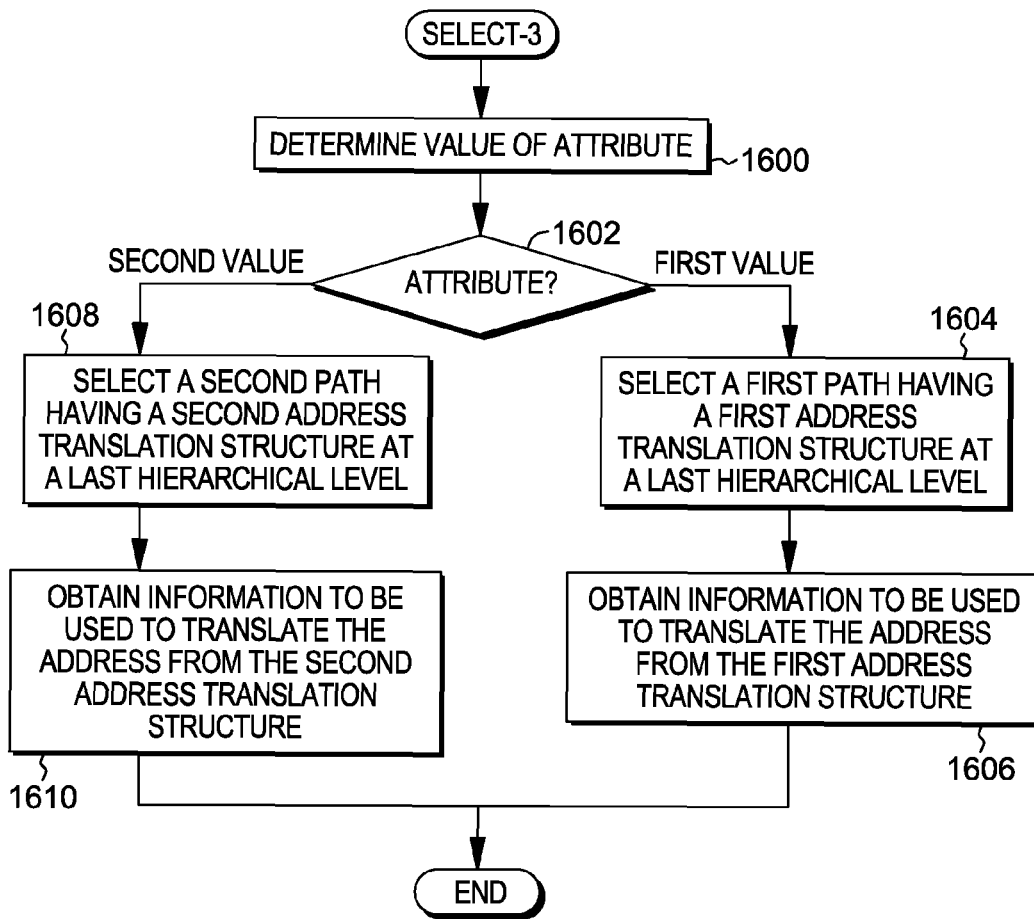 SELECT-3
DETERMINE VALUE OF ATTRIBUTE
1600
1602
ATTRIBUTE?
SECOND VALUE
FIRST VALUE
1608
SELECT A SECOND PATH
HAVING A SECOND ADDRESS
TRANSLATION STRUCTURE AT
A LAST HIERARCHICAL LEVEL
1604
SELECT A FIRST PATH HAVING
A FIRST ADDRESS
TRANSLATION STRUCTURE AT
A LAST HIERARCHICAL LEVEL
OBTAIN INFORMATION TO BE
USED TO TRANSLATE THE
ADDRESS FROM THE SECOND
ADDRESS TRANSLATION
STRUCTURE
1610
OBTAIN INFORMATION TO BE USED
TO TRANSLATE THE ADDRESS
FROM THE FIRST ADDRESS
TRANSLATION STRUCTURE
1606
END